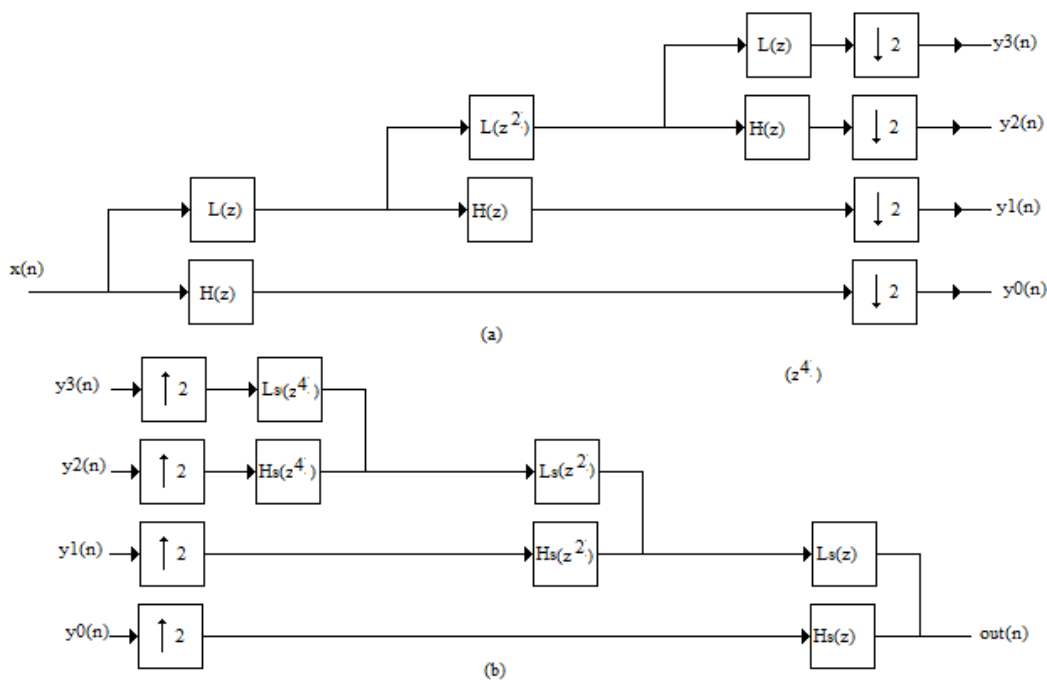 L(z) ↓ 2 y3(n)
L(z²) H(z) ↓ 2 y2(n)
L(z) H(z) ↓ 2 y1(n)
x(n) H(z) ↓ 2 y0(n)
(a)
(z⁴)
y3(n) ↑ 2 Ls(z⁴)
y2(n) ↑ 2 Hs(z⁴) Ls(z²)
y1(n) ↑ 2 Hs(z²) Ls(z)
y0(n) ↑ 2 Hs(z) out(n)
(b)